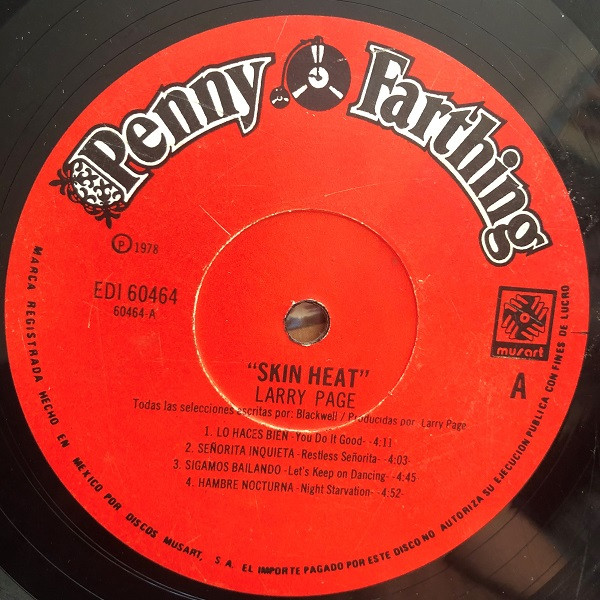 Penny Farthing
℗ 1978
EDI 60464
60464-A
musart
A
"SKIN HEAT"
LARRY PAGE
Todas las selecciones escritas por: Blackwell / Producidas por: Larry Page
1. LO HACES BIEN -You Do It Good- -4:11
2. SEÑORITA INQUIETA -Restless Señorita- -4:03
3. SIGAMOS BAILANDO -Let's Keep on Dancing- -4:45
4. HAMBRE NOCTURNA -Night Starvation- -4:52
MARCA REGISTRADA HECHO EN MEXICO POR DISCOS MUSART, S A. EL IMPORTE PAGADO POR ESTE DISCO NO AUTORIZA SU EJECUCION PUBLICA CON FINES DE LUCRO